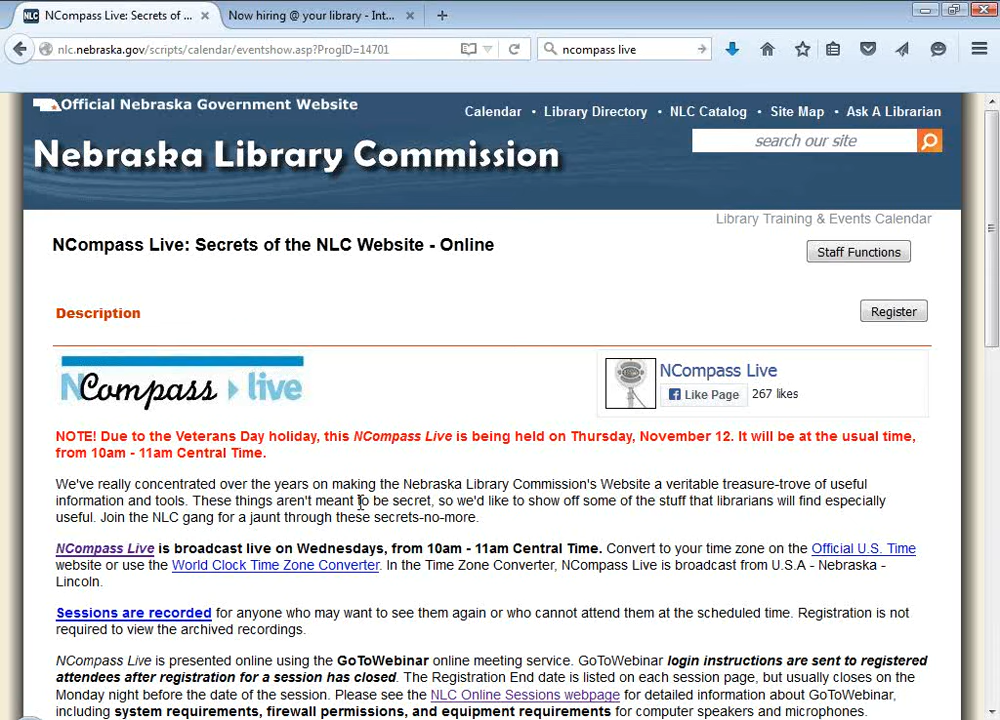 NLC NCompass Live: Secrets of ... × Now hiring @ your library - Int... × +
nlc.nebraska.gov/scripts/calendar/eventshow.asp?ProgID=14701 ncompass live
Official Nebraska Government Website
Calendar • Library Directory • NLC Catalog • Site Map • Ask A Librarian
Nebraska Library Commission
search our site
Library Training & Events Calendar
NCompass Live: Secrets of the NLC Website - Online
Staff Functions
Description
Register
NCompass live
NCompass Live
Like Page 267 likes
NOTE! Due to the Veterans Day holiday, this NCompass Live is being held on Thursday, November 12. It will be at the usual time,
from 10am - 11am Central Time.
We've really concentrated over the years on making the Nebraska Library Commission's Website a veritable treasure-trove of useful
information and tools. These things aren't meant to be secret, so we'd like to show off some of the stuff that librarians will find especially
useful. Join the NLC gang for a jaunt through these secrets-no-more.
NCompass Live is broadcast live on Wednesdays, from 10am - 11am Central Time. Convert to your time zone on the Official U.S. Time
website or use the World Clock Time Zone Converter. In the Time Zone Converter, NCompass Live is broadcast from U.S.A - Nebraska -
Lincoln.
Sessions are recorded for anyone who may want to see them again or who cannot attend them at the scheduled time. Registration is not
required to view the archived recordings.
NCompass Live is presented online using the GoToWebinar online meeting service. GoToWebinar login instructions are sent to registered
attendees after registration for a session has closed. The Registration End date is listed on each session page, but usually closes on the
Monday night before the date of the session. Please see the NLC Online Sessions webpage for detailed information about GoToWebinar,
including system requirements, firewall permissions, and equipment requirements for computer speakers and microphones.